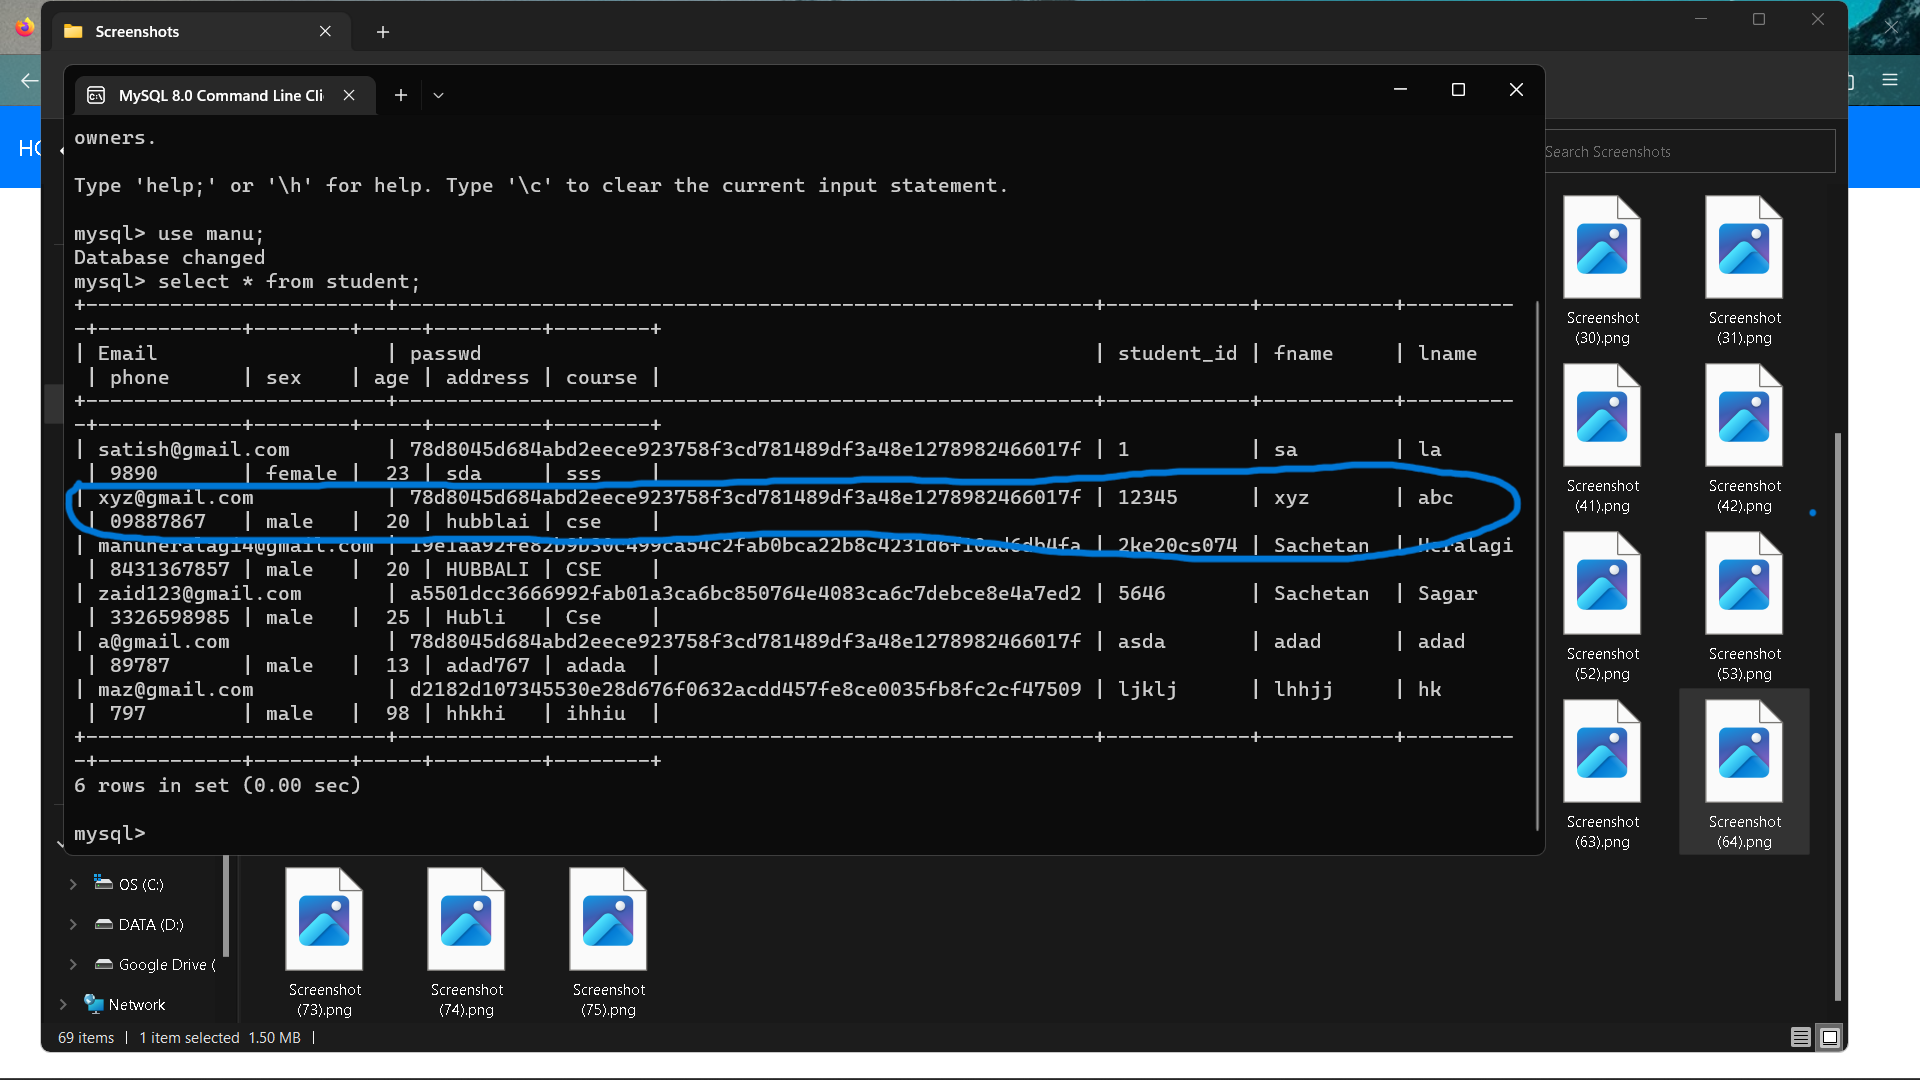 Screenshots
MySQL 8.0 Command Line Cli
owners.
Type 'help;' or '\h' for help. Type '\c' to clear the current input statement.
mysql> use manu;
Database changed
mysql> select * from student;
+-------------------------+----------------------------------------------------------+------------+-----------+---------
-+------------+--------+-----+---------+--------+
| Email | passwd | student_id | fname | lname
| phone | sex | age | address | course |
+-------------------------+----------------------------------------------------------+------------+-----------+---------
-+------------+--------+-----+---------+--------+
| satish@gmail.com | 78d8045d684abd2eece923758f3cd781489df3a48e1278982466017f | 1 | sa | la
| 9890 | female | 23 | sda | sss |
| xyz@gmail.com | 78d8045d684abd2eece923758f3cd781489df3a48e1278982466017f | 12345 | xyz | abc
| 09887867 | male | 20 | hubblai | cse |
| manuheralagi4@gmail.com | 19e1aa92fe82b9b30c499ca54c2fab0bca22b8c4231d6f10ad6db4fa | 2ke20cs074 | Sachetan | Heralagi
| 8431367857 | male | 20 | HUBBALI | CSE |
| zaid123@gmail.com | a5501dcc3666992fab01a3ca6bc850764e4083ca6c7debce8e4a7ed2 | 5646 | Sachetan | Sagar
| 3326598985 | male | 25 | Hubli | Cse |
| a@gmail.com | 78d8045d684abd2eece923758f3cd781489df3a48e1278982466017f | asda | adad | adad
| 89787 | male | 13 | adad767 | adada |
| maz@gmail.com | d2182d107345530e28d676f0632acdd457fe8ce0035fb8fc2cf47509 | ljklj | lhhjj | hk
| 797 | male | 98 | hhkhi | ihhiu |
+-------------------------+----------------------------------------------------------+------------+-----------+---------
-+------------+--------+-----+---------+--------+
6 rows in set (0.00 sec)
mysql>
Search Screenshots
Screenshot (30).png
Screenshot (31).png
Screenshot (41).png
Screenshot (42).png
Screenshot (52).png
Screenshot (53).png
Screenshot (63).png
Screenshot (64).png
OS (C:)
DATA (D:)
Google Drive (
Network
Screenshot (73).png
Screenshot (74).png
Screenshot (75).png
69 items | 1 item selected 1.50 MB |